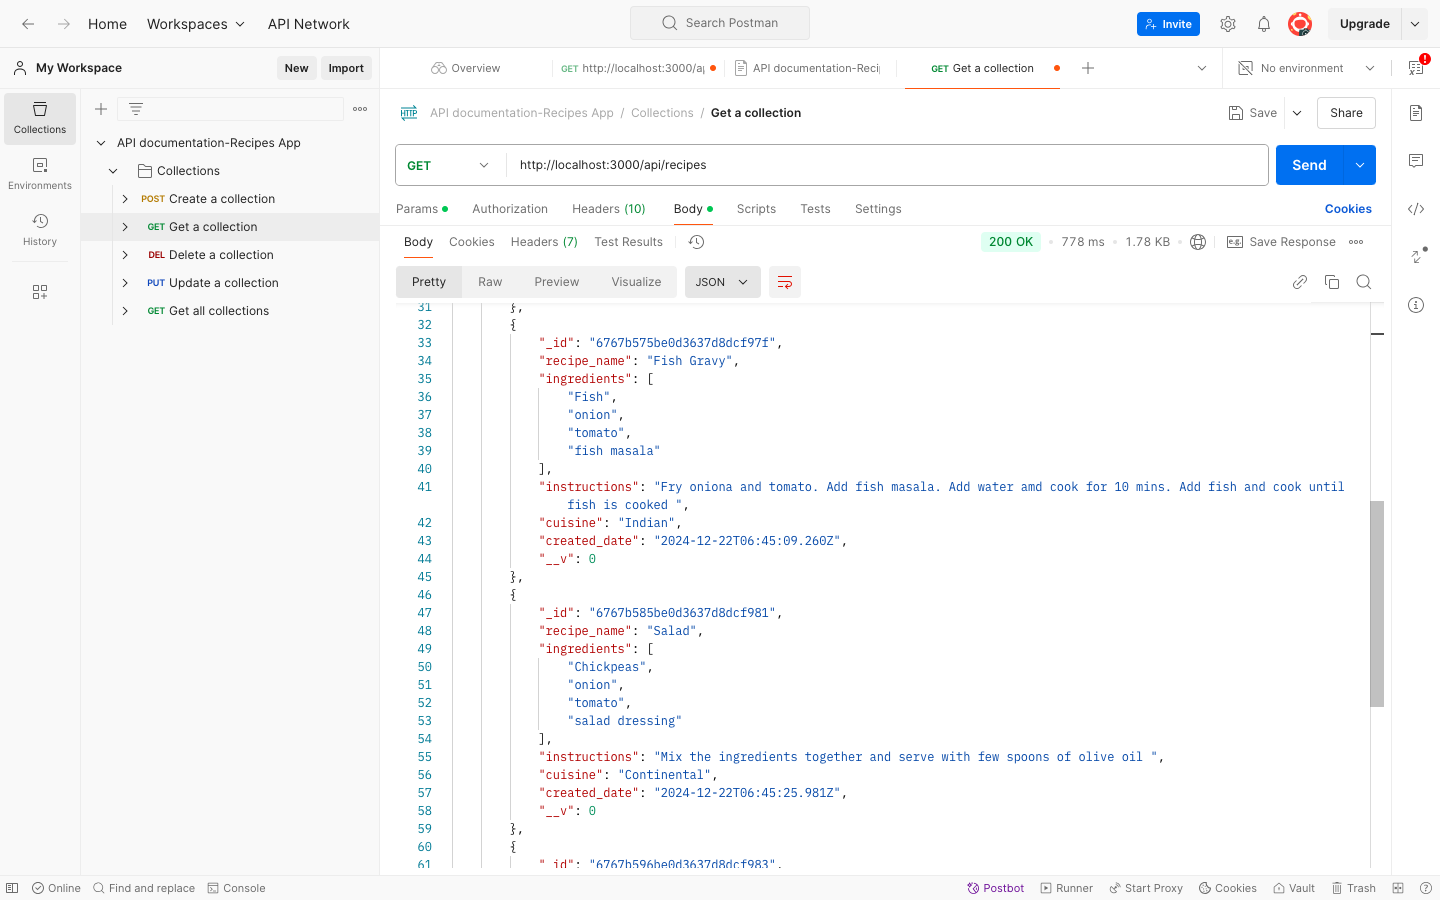 Home
Workspaces
API Network
Search Postman
Invite
Upgrade
My Workspace
New
Import
Overview
GET http://localhost:3000/a
API documentation-Reci
GET Get a collection
No environment
Collections
Environments
History
API documentation-Recipes App
Collections
POST Create a collection
GET Get a collection
DEL Delete a collection
PUT Update a collection
GET Get all collections
HTTP
API documentation-Recipes App / Collections / Get a collection
Save
Share
GET
http://localhost:3000/api/recipes
Send
Params
Authorization
Headers (10)
Body
Scripts
Tests
Settings
Cookies
Body
Cookies
Headers (7)
Test Results
200 OK
778 ms
1.78 KB
e.g. Save Response
Pretty
Raw
Preview
Visualize
JSON
31 },
32 {
33 "_id": "6767b575be0d3637d8dcf97f",
34 "recipe_name": "Fish Gravy",
35 "ingredients": [
36 "Fish",
37 "onion",
38 "tomato",
39 "fish masala"
40 ],
41 "instructions": "Fry oniona and tomato. Add fish masala. Add water amd cook for 10 mins. Add fish and cook until
fish is cooked ",
42 "cuisine": "Indian",
43 "created_date": "2024-12-22T06:45:09.260Z",
44 "__v": 0
45 },
46 {
47 "_id": "6767b585be0d3637d8dcf981",
48 "recipe_name": "Salad",
49 "ingredients": [
50 "Chickpeas",
51 "onion",
52 "tomato",
53 "salad dressing"
54 ],
55 "instructions": "Mix the ingredients together and serve with few spoons of olive oil ",
56 "cuisine": "Continental",
57 "created_date": "2024-12-22T06:45:25.981Z",
58 "__v": 0
59 },
60 {
61 "_id": "6767b596be0d3637d8dcf983",
Online
Find and replace
Console
Postbot
Runner
Start Proxy
Cookies
Vault
Trash